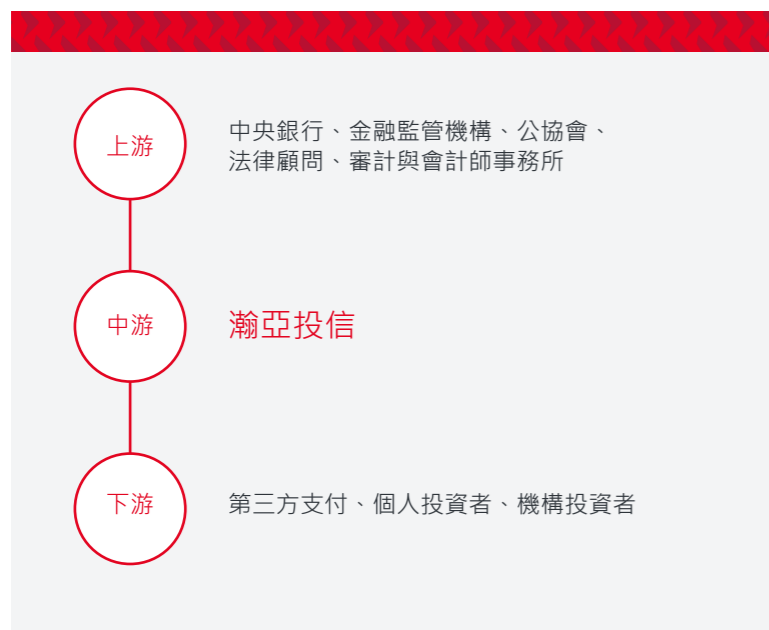 上游
中央銀行、金融監管機構、公協會、
法律顧問、審計與會計師事務所
中游
瀚亞投信
下游
第三方支付、個人投資者、機構投資者